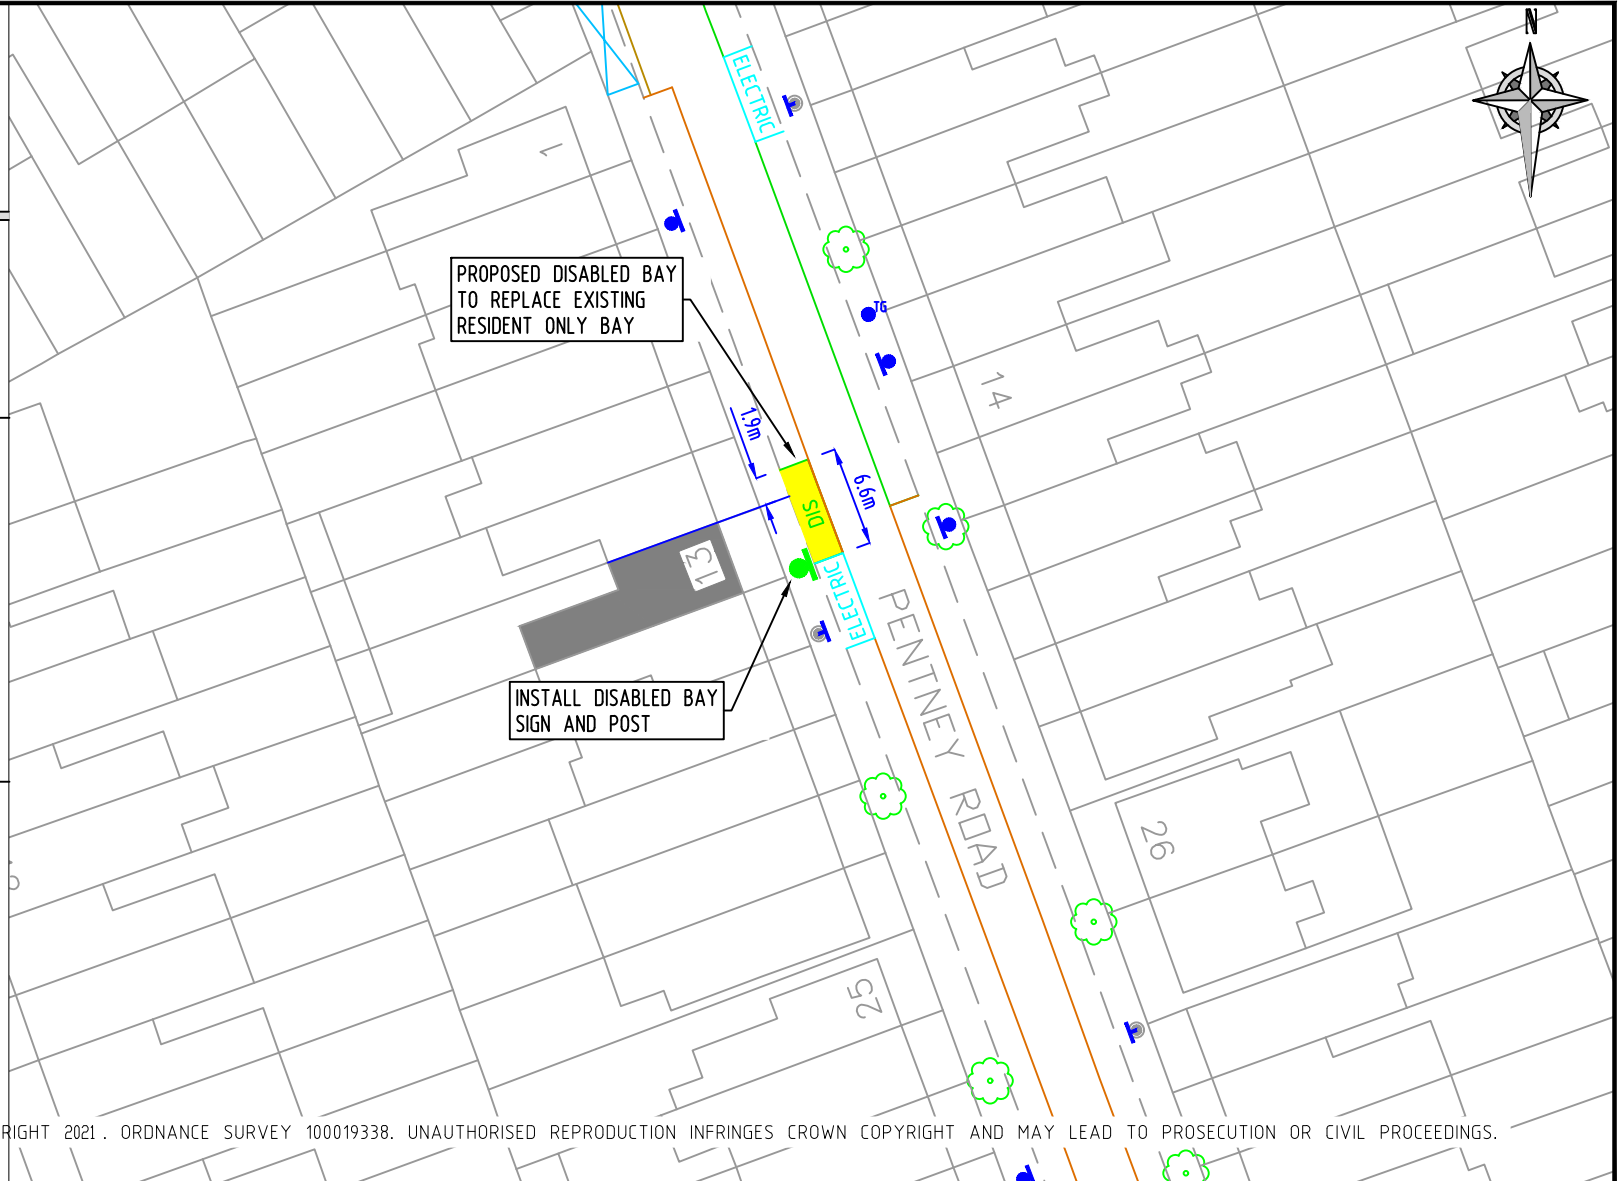 N
ELECTRIC
1
PROPOSED DISABLED BAY
TO REPLACE EXISTING
RESIDENT ONLY BAY
TG
14
1.9m
6.6m
DIS
13
ELECTRIC
INSTALL DISABLED BAY
SIGN AND POST
PENTNEY ROAD
26
25
RIGHT 2021. ORDNANCE SURVEY 100019338. UNAUTHORISED REPRODUCTION INFRINGES CROWN COPYRIGHT AND MAY LEAD TO PROSECUTION OR CIVIL PROCEEDINGS.